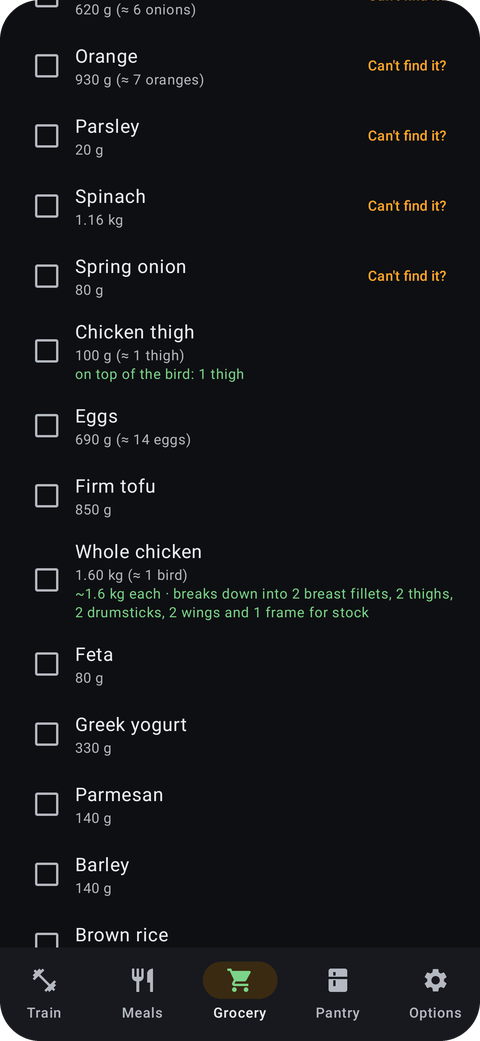 620 g (≈ 6 onions)
Can't find it?
Orange
930 g (≈ 7 oranges)
Can't find it?
Parsley
20 g
Can't find it?
Spinach
1.16 kg
Can't find it?
Spring onion
80 g
Can't find it?
Chicken thigh
100 g (≈ 1 thigh)
on top of the bird: 1 thigh
Eggs
690 g (≈ 14 eggs)
Firm tofu
850 g
Whole chicken
1.60 kg (≈ 1 bird)
~1.6 kg each · breaks down into 2 breast fillets, 2 thighs,
2 drumsticks, 2 wings and 1 frame for stock
Feta
80 g
Greek yogurt
330 g
Parmesan
140 g
Barley
140 g
Brown rice
Train
Meals
Grocery
Pantry
Options